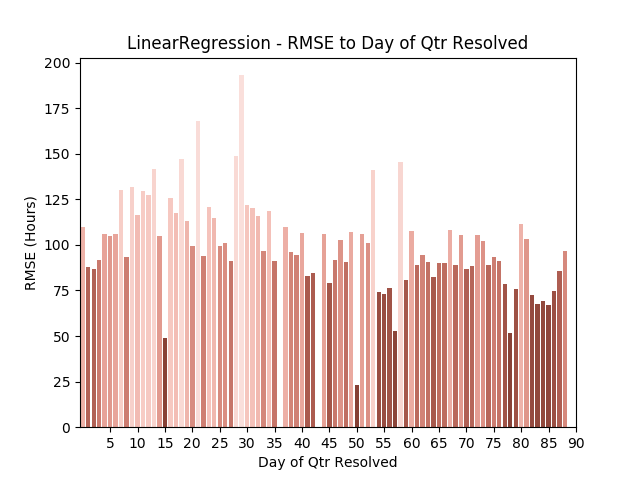 LinearRegression - RMSE to Day of Qtr Resolved
200
175
150
125
100
75
50
25
0
RMSE (Hours)
5 10 15 20 25 30 35 40 45 50 55 60 65 70 75 80 85 90
Day of Qtr Resolved